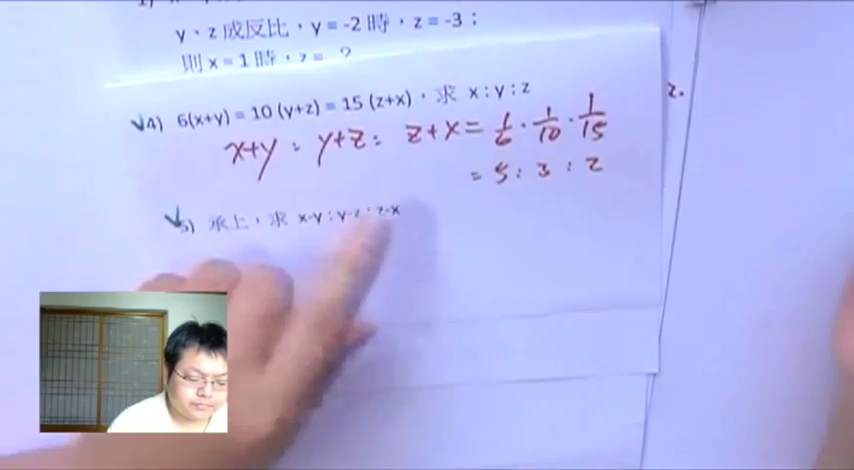 y、z 成反比，y = -2 時，z = -3；
則 x = 1 時，z = ?
4) 6(x+y) = 10 (y+z) = 15 (z+x)，求 x : y : z
x+y : y+z : z+x = 1/6 : 1/10 : 1/15
= 5 : 3 : 2
5) 承上，求 x-y : y-z : z-x
2.